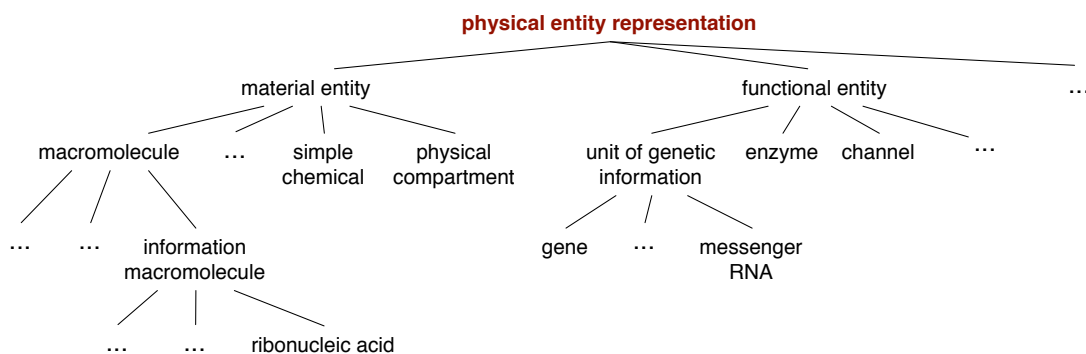 physical entity representation
material entity
functional entity
...
macromolecule
...
simple
chemical
physical
compartment
unit of genetic
information
enzyme
channel
...
...
...
information
macromolecule
gene
...
messenger
RNA
...
...
ribonucleic acid